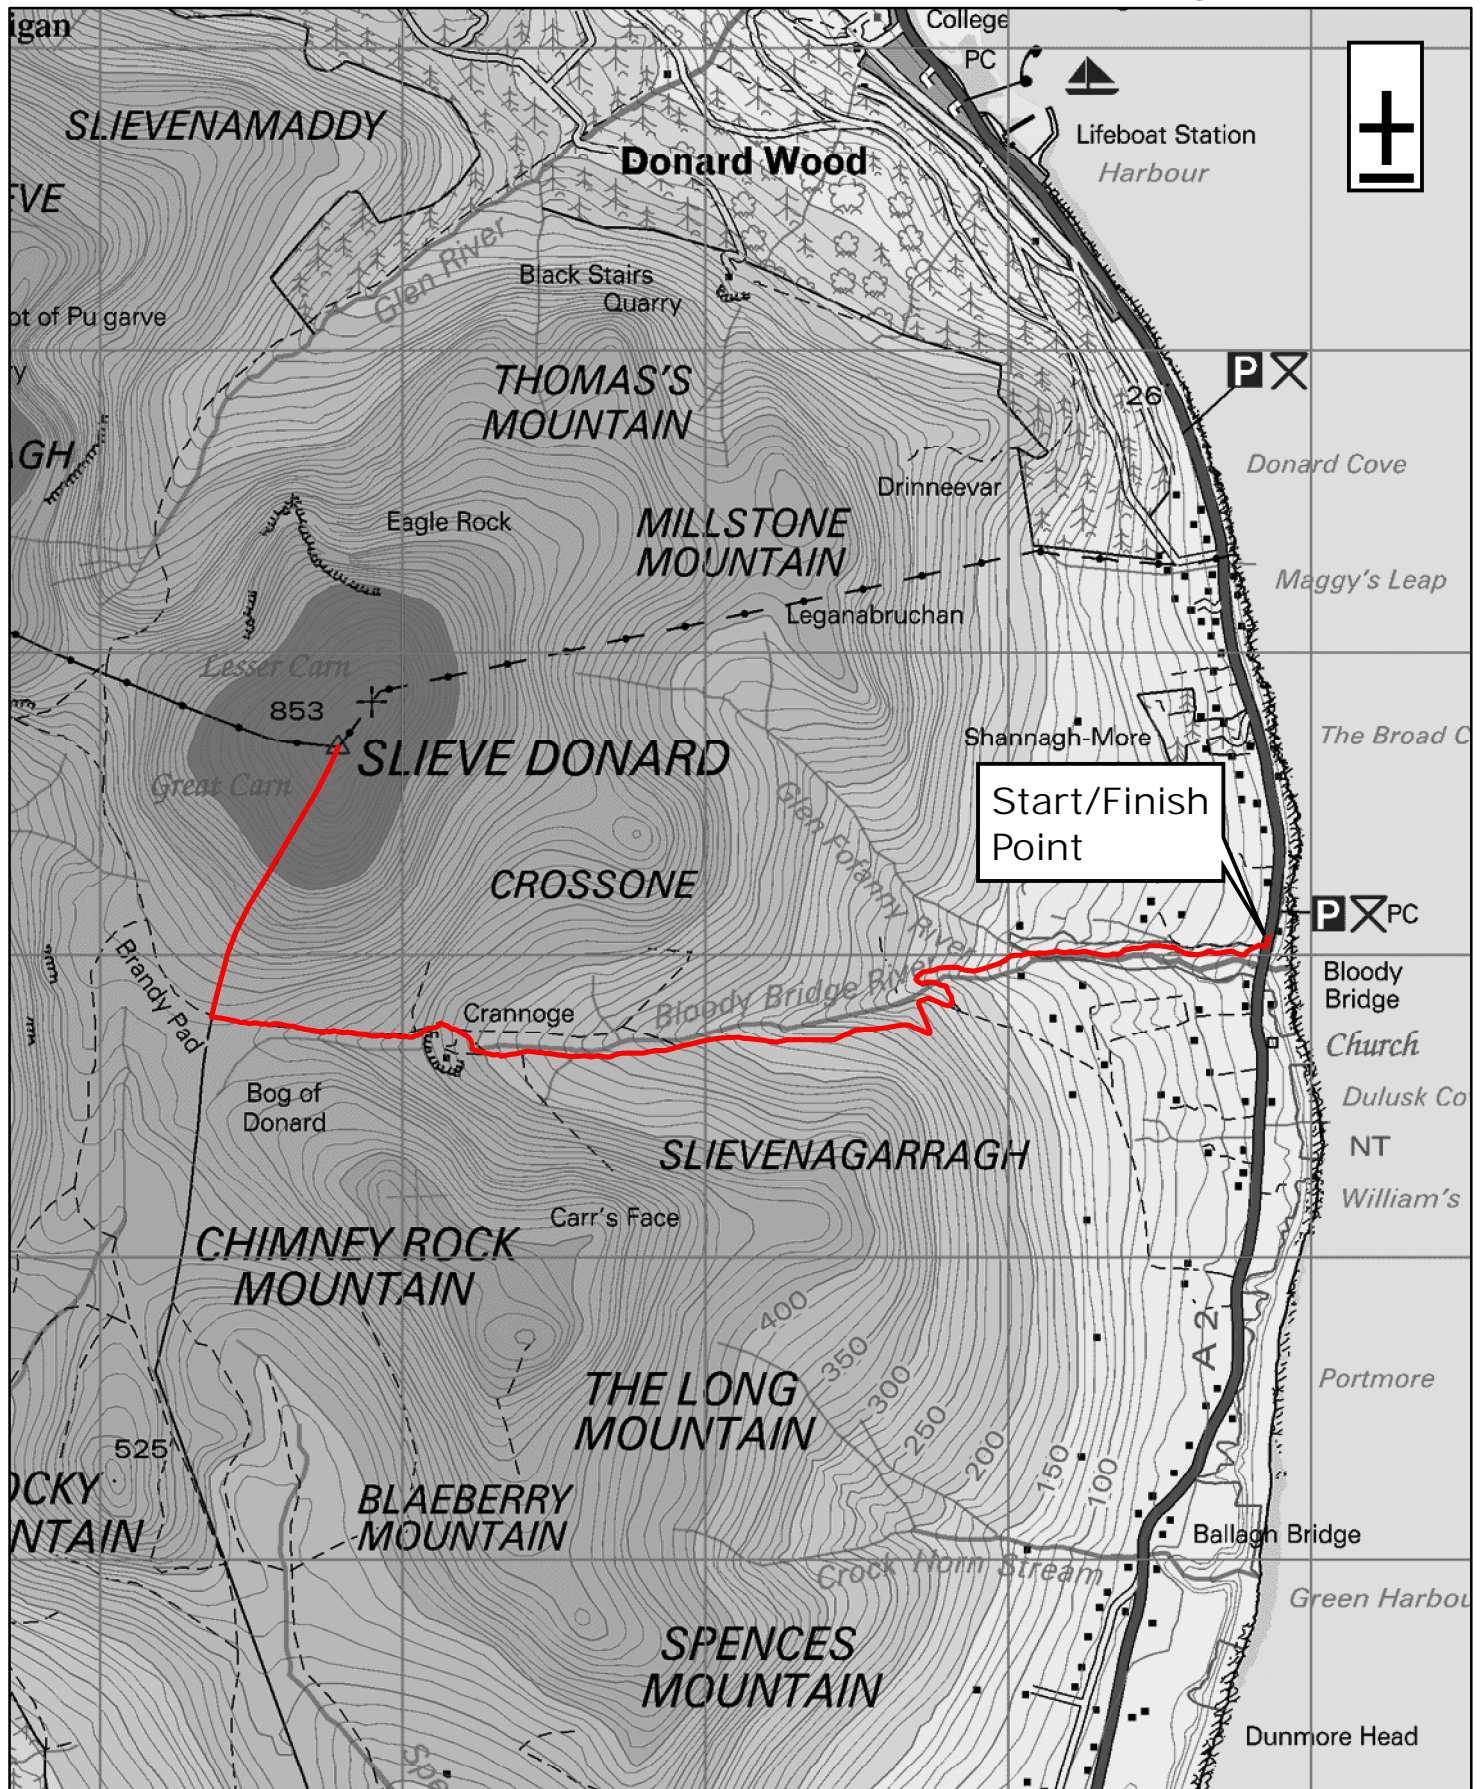 igan
College
PC
SLIEVENAMADDY
Lifeboat Station
Donard Wood
Harbour
EVE
Glen River
Black Stairs
Quarry
ot of Pu garve
ry
P
THOMAS'S
MOUNTAIN
26
AGH
Donard Cove
Drinneevar
Eagle Rock
MILLSTONE
MOUNTAIN
Maggy's Leap
Leganabruchan
Lesser Carn
853
Shannagh-More
The Broad C
SLIEVE DONARD
Great Carn
Glen Fofanny River
Start/Finish
Point
CROSSONE
P
PC
Brandy Pad
Bloody Bridge River
Bloody
Bridge
Crannoge
Church
Bog of
Donard
Dulusk Co
SLIEVENAGARRAGH
NT
William's
Carr's Face
CHIMNEY ROCK
MOUNTAIN
400
350
300
250
200
150
100
A 2
Portmore
THE LONG
MOUNTAIN
525
OCKY
NTAIN
BLAEBERRY
MOUNTAIN
Ballagh Bridge
Crock Horn Stream
Green Harbou
SPENCES
MOUNTAIN
Dunmore Head
Spe